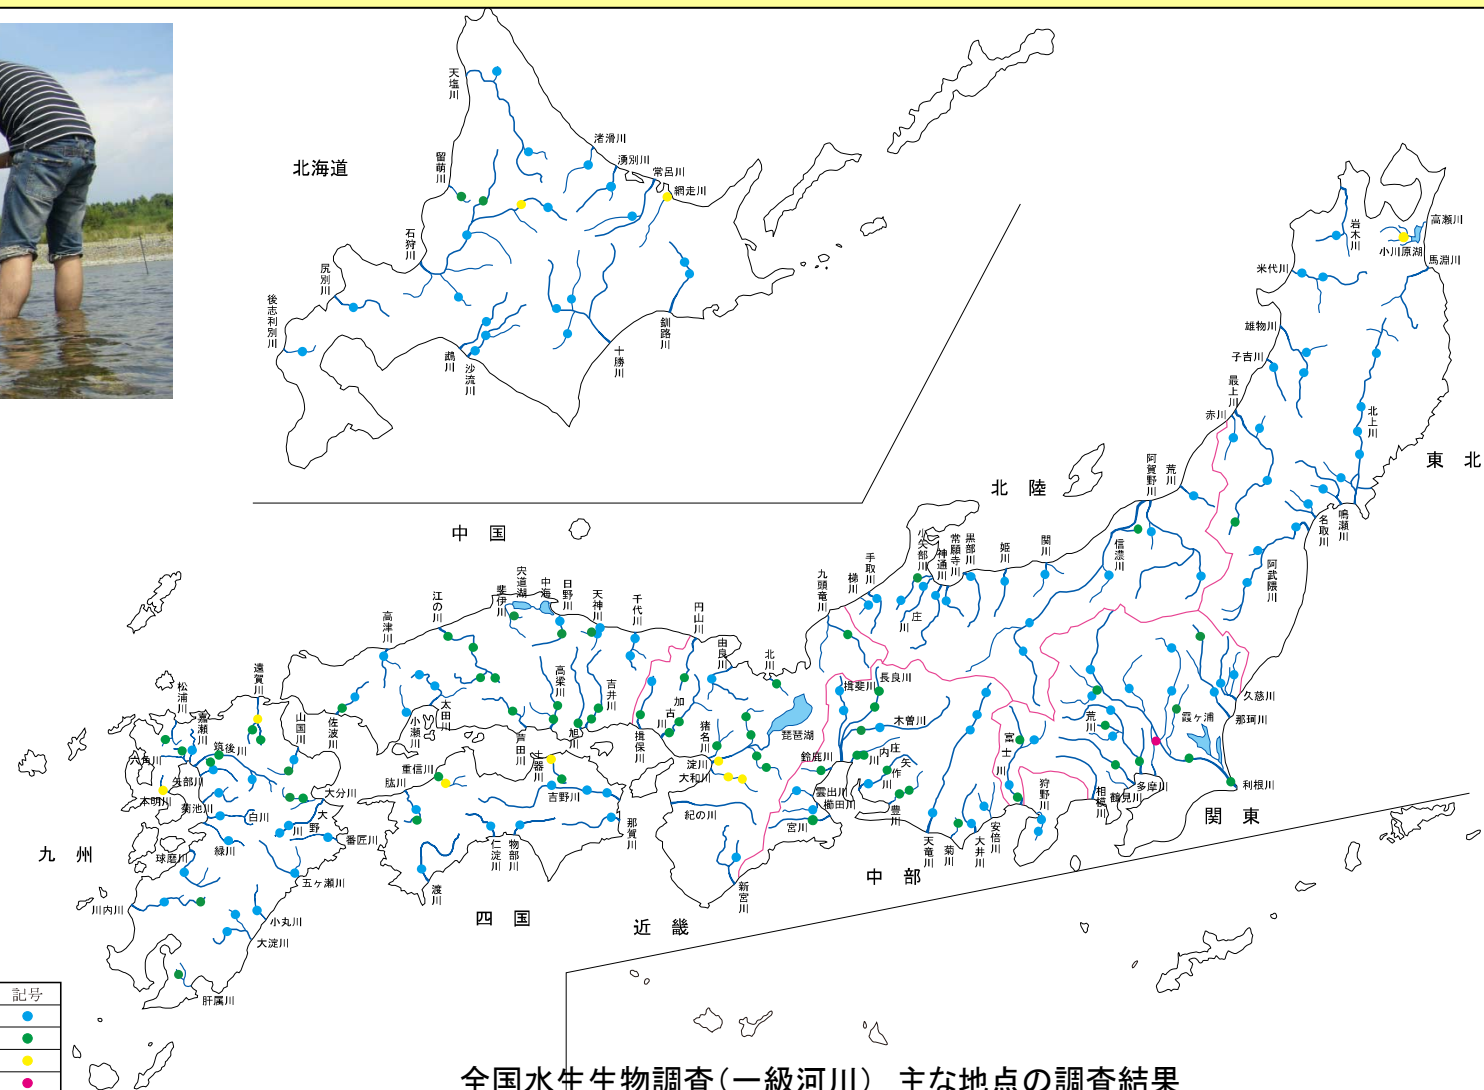 北海道
天塩川
渚滑川
湧別川
常呂川
網走川
留萌川
石狩川
尻別川
後志利別川
鵡川
沙流川
十勝川
釧路川
岩木川
高瀬川
小川原湖
馬淵川
米代川
雄物川
子吉川
最上川
赤川
北上川
東北
鳴瀬川
名取川
阿武隈川
北陸
荒川
阿賀野川
信濃川
関川
姫川
黒部川
常願寺川
神通川
小矢部川
庄川
手取川
梯川
九頭竜川
中国
北川
由良川
円山川
千代川
天神川
日野川
中海
宍道湖
斐伊川
江の川
高津川
高梁川
吉井川
旭川
芦田川
太田川
小瀬川
佐波川
加古川
揖保川
猪名川
淀川
大和川
琵琶湖
紀の川
新宮川
近畿
揖斐川
長良川
木曽川
鈴鹿川
雲出川
櫛田川
宮川
庄内川
矢作川
豊川
天竜川
菊川
大井川
安倍川
富士川
狩野川
中部
相模川
鶴見川
多摩川
荒川
霞ヶ浦
利根川
那珂川
久慈川
関東
重信川
肱川
土器川
吉野川
那賀川
物部川
仁淀川
渡川
四国
遠賀川
松浦川
嘉瀬川
山国川
筑後川
六角川
矢部川
本明川
菊池川
白川
大分川
大野川
番匠川
緑川
球磨川
五ヶ瀬川
川内川
小丸川
大淀川
肝属川
九州
記号
全国水生生物調査(一級河川) 主な地点の調査結果